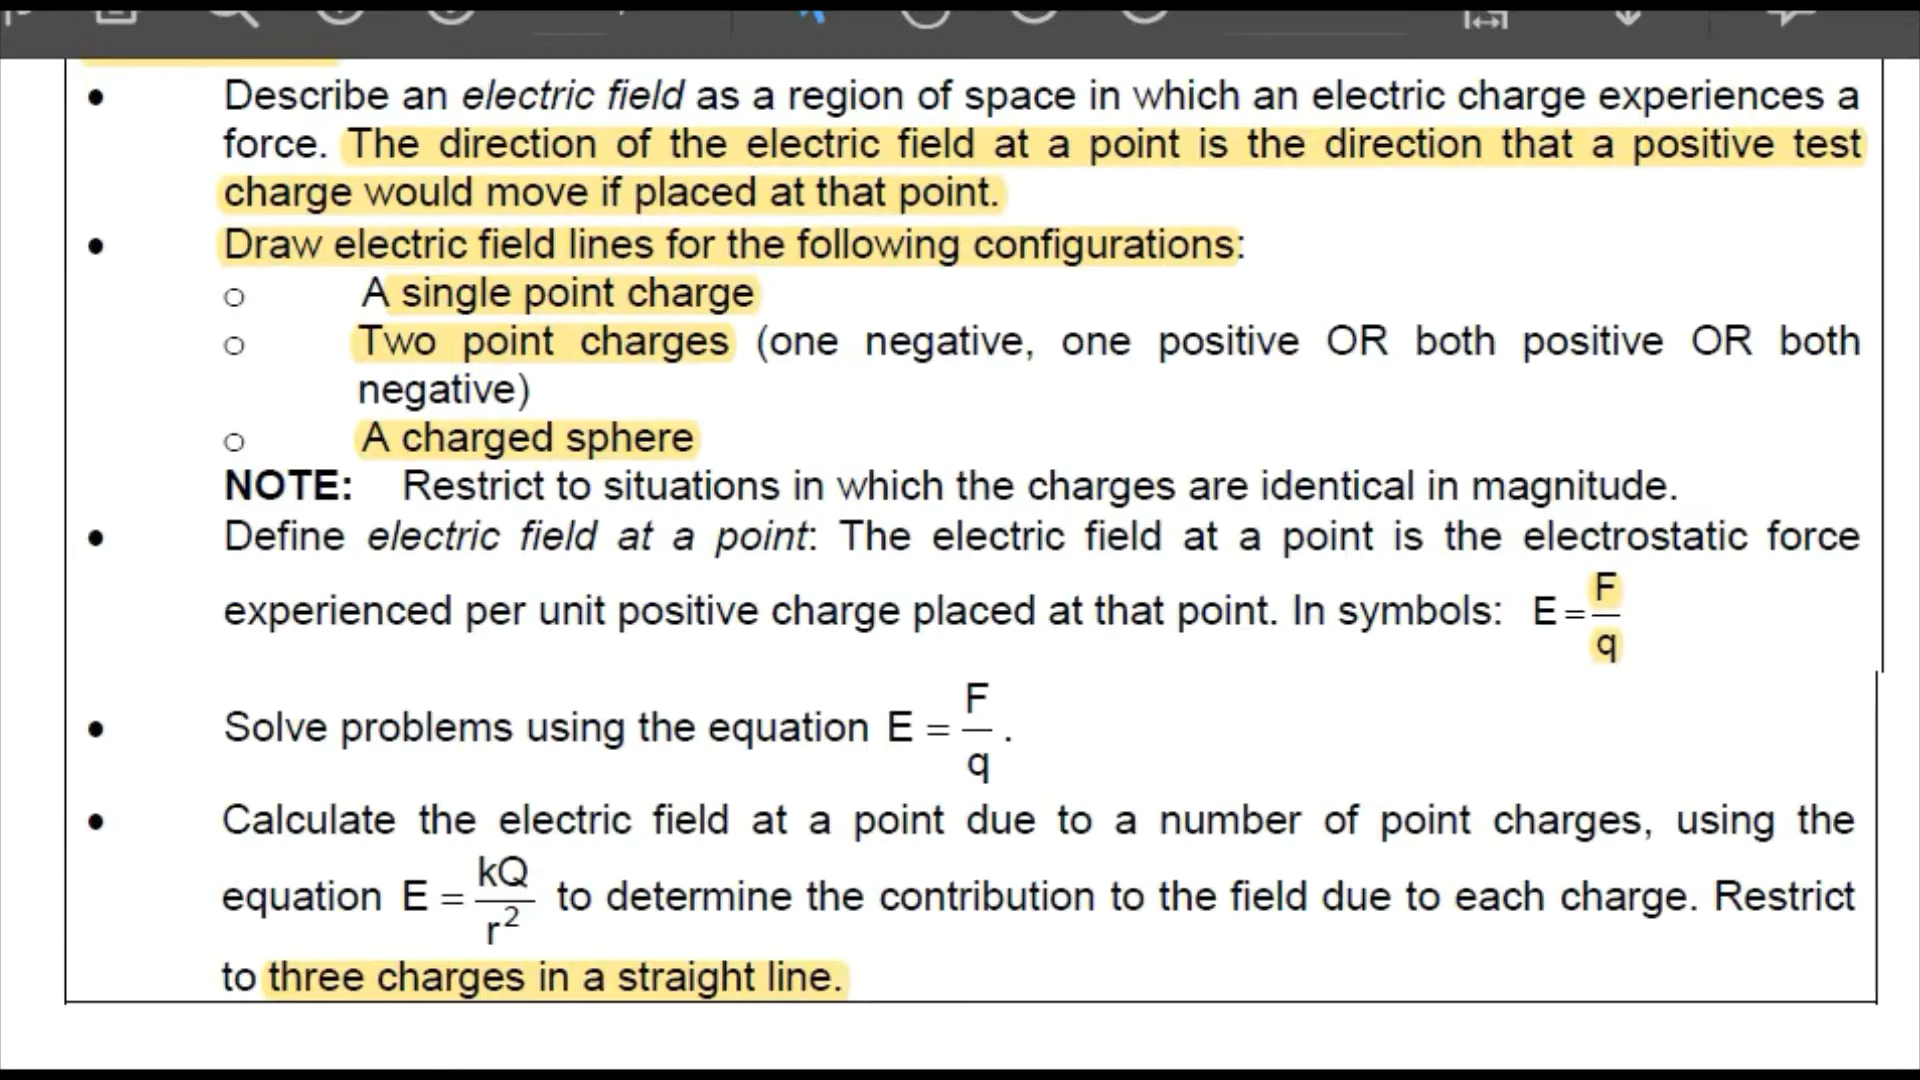 • Describe an electric field as a region of space in which an electric charge experiences a
force. The direction of the electric field at a point is the direction that a positive test
charge would move if placed at that point.
• Draw electric field lines for the following configurations:
o A single point charge
o Two point charges (one negative, one positive OR both positive OR both
negative)
o A charged sphere
NOTE: Restrict to situations in which the charges are identical in magnitude.
• Define electric field at a point: The electric field at a point is the electrostatic force
experienced per unit positive charge placed at that point. In symbols: E = F/q
• Solve problems using the equation E = F/q.
• Calculate the electric field at a point due to a number of point charges, using the
equation E = kQ/r² to determine the contribution to the field due to each charge. Restrict
to three charges in a straight line.